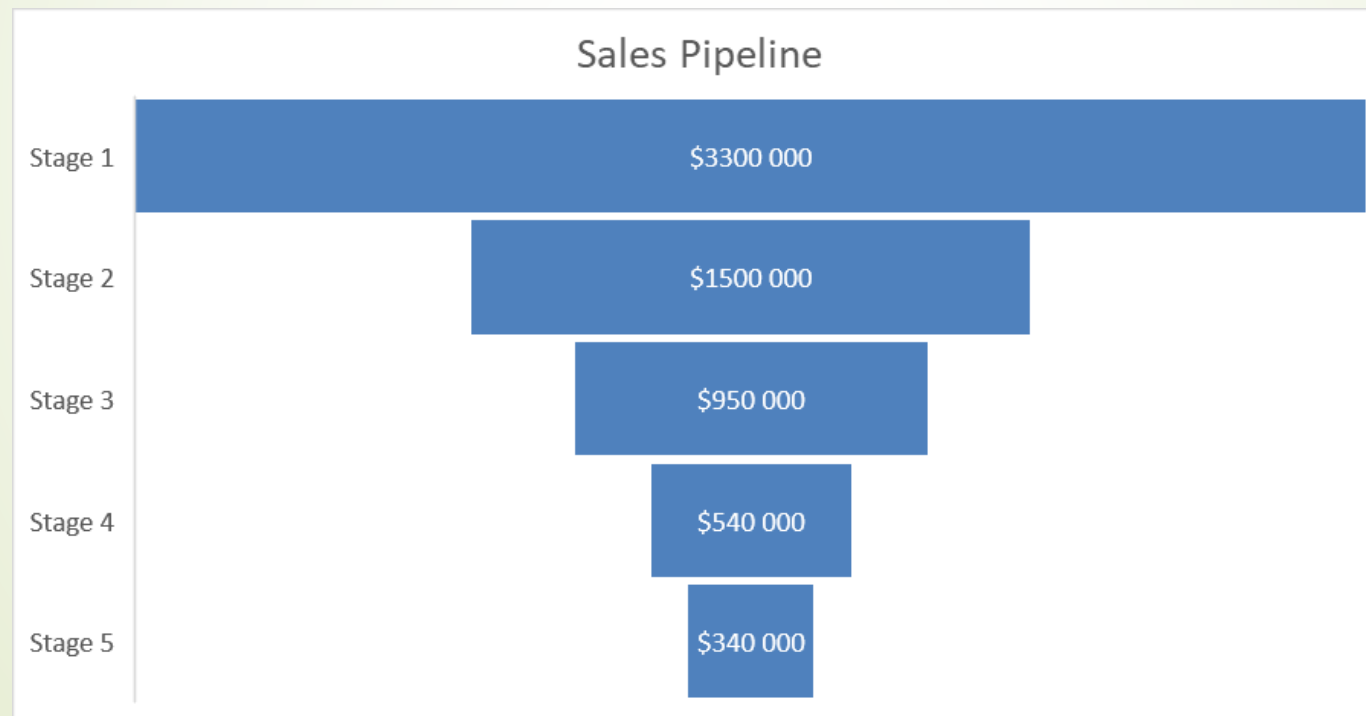 Sales Pipeline
Stage 1 $3300 000
Stage 2 $1500 000
Stage 3 $950 000
Stage 4 $540 000
Stage 5 $340 000